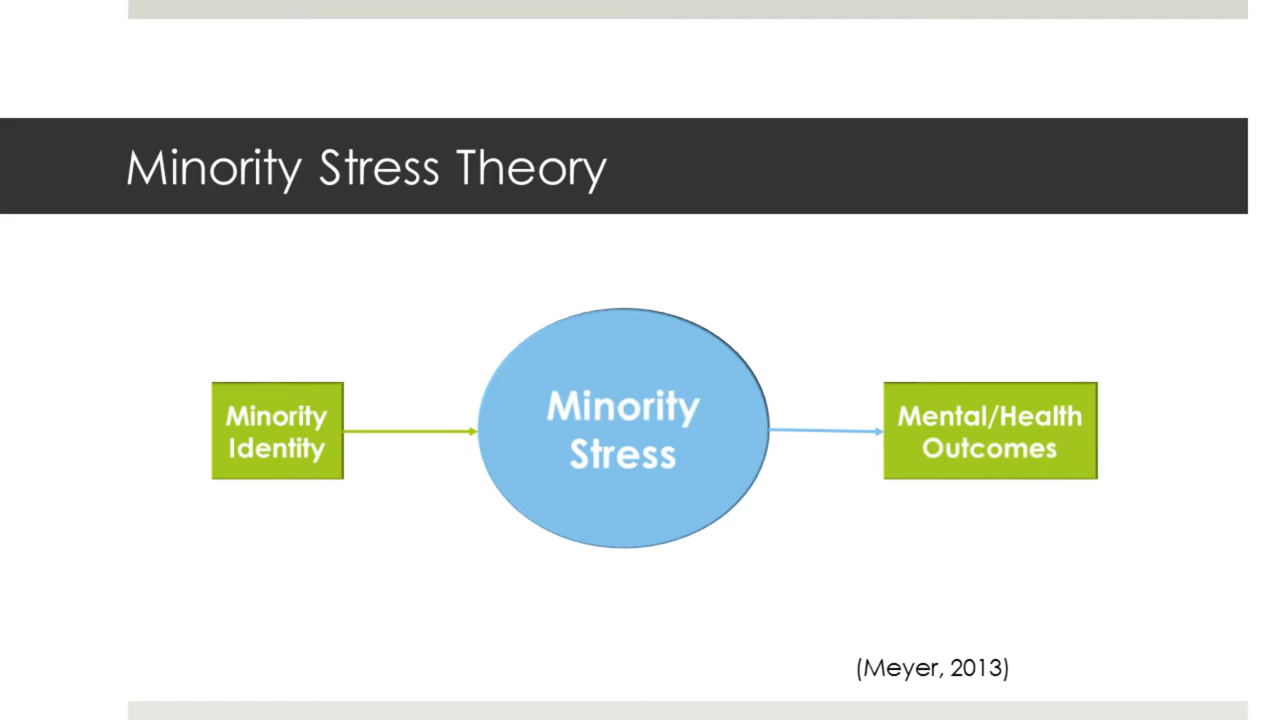 Minority Stress Theory
Minority
Identity
Minority
Stress
Mental/Health
Outcomes
(Meyer, 2013)